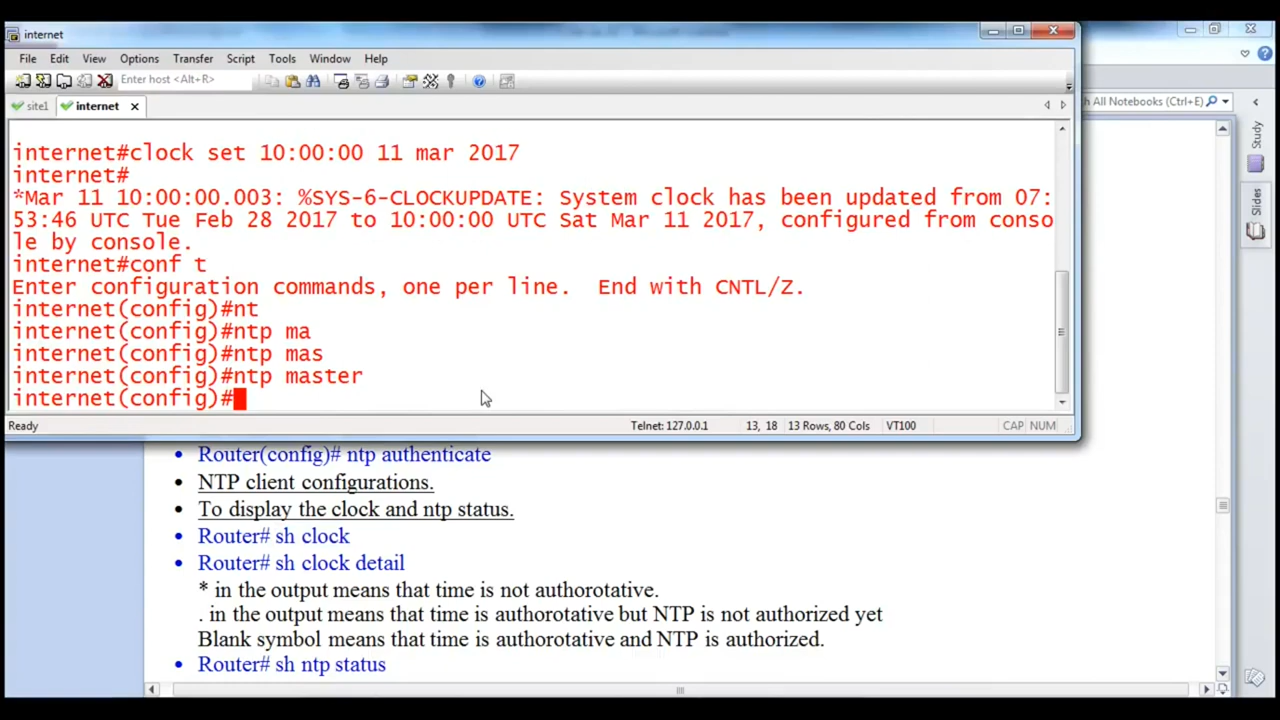 internet
File Edit View Options Transfer Script Tools Window Help
Enter host <Alt+R>
h All Notebooks (Ctrl+E)
site1 internet
internet#clock set 10:00:00 11 mar 2017
internet#
*Mar 11 10:00:00.003: %SYS-6-CLOCKUPDATE: System clock has been updated from 07:
53:46 UTC Tue Feb 28 2017 to 10:00:00 UTC Sat Mar 11 2017, configured from conso
le by console.
internet#conf t
Enter configuration commands, one per line.  End with CNTL/Z.
internet(config)#nt
internet(config)#ntp ma
internet(config)#ntp mas
internet(config)#ntp master
internet(config)#
Ready Telnet: 127.0.0.1 13, 18 13 Rows, 80 Cols VT100 CAP NUM
Study
Slides
• Router(config)# ntp authenticate
• NTP client configurations.
• To display the clock and ntp status.
• Router# sh clock
• Router# sh clock detail
* in the output means that time is not authorotative.
. in the output means that time is authorotative but NTP is not authorized yet
Blank symbol means that time is authorotative and NTP is authorized.
• Router# sh ntp status